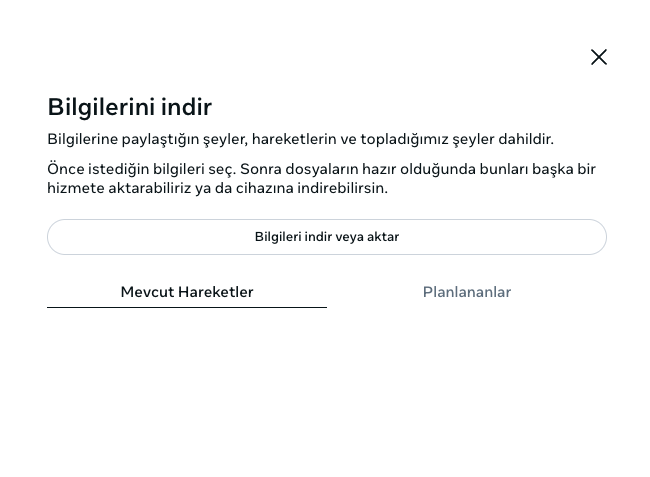 Bilgilerini indir
Bilgilerine paylaştığın şeyler, hareketlerin ve topladığımız şeyler dahildir.
Önce istediğin bilgileri seç. Sonra dosyaların hazır olduğunda bunları başka bir
hizmete aktarabiliriz ya da cihazına indirebilirsin.
Bilgileri indir veya aktar
Mevcut Hareketler
Planlananlar